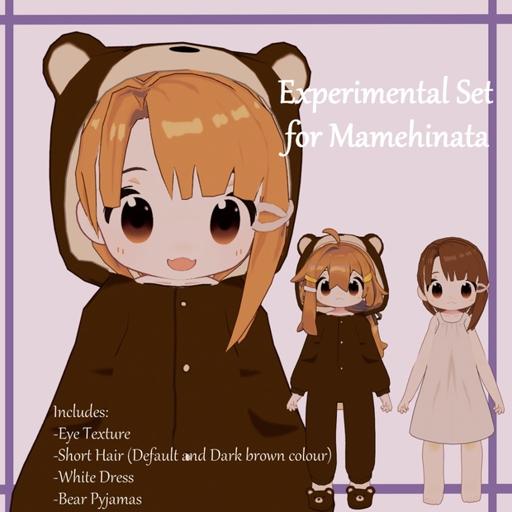 Experimental Set
for Mamehinata
Includes:
-Eye Texture
-Short Hair (Default and Dark brown colour)
-White Dress
-Bear Pyjamas